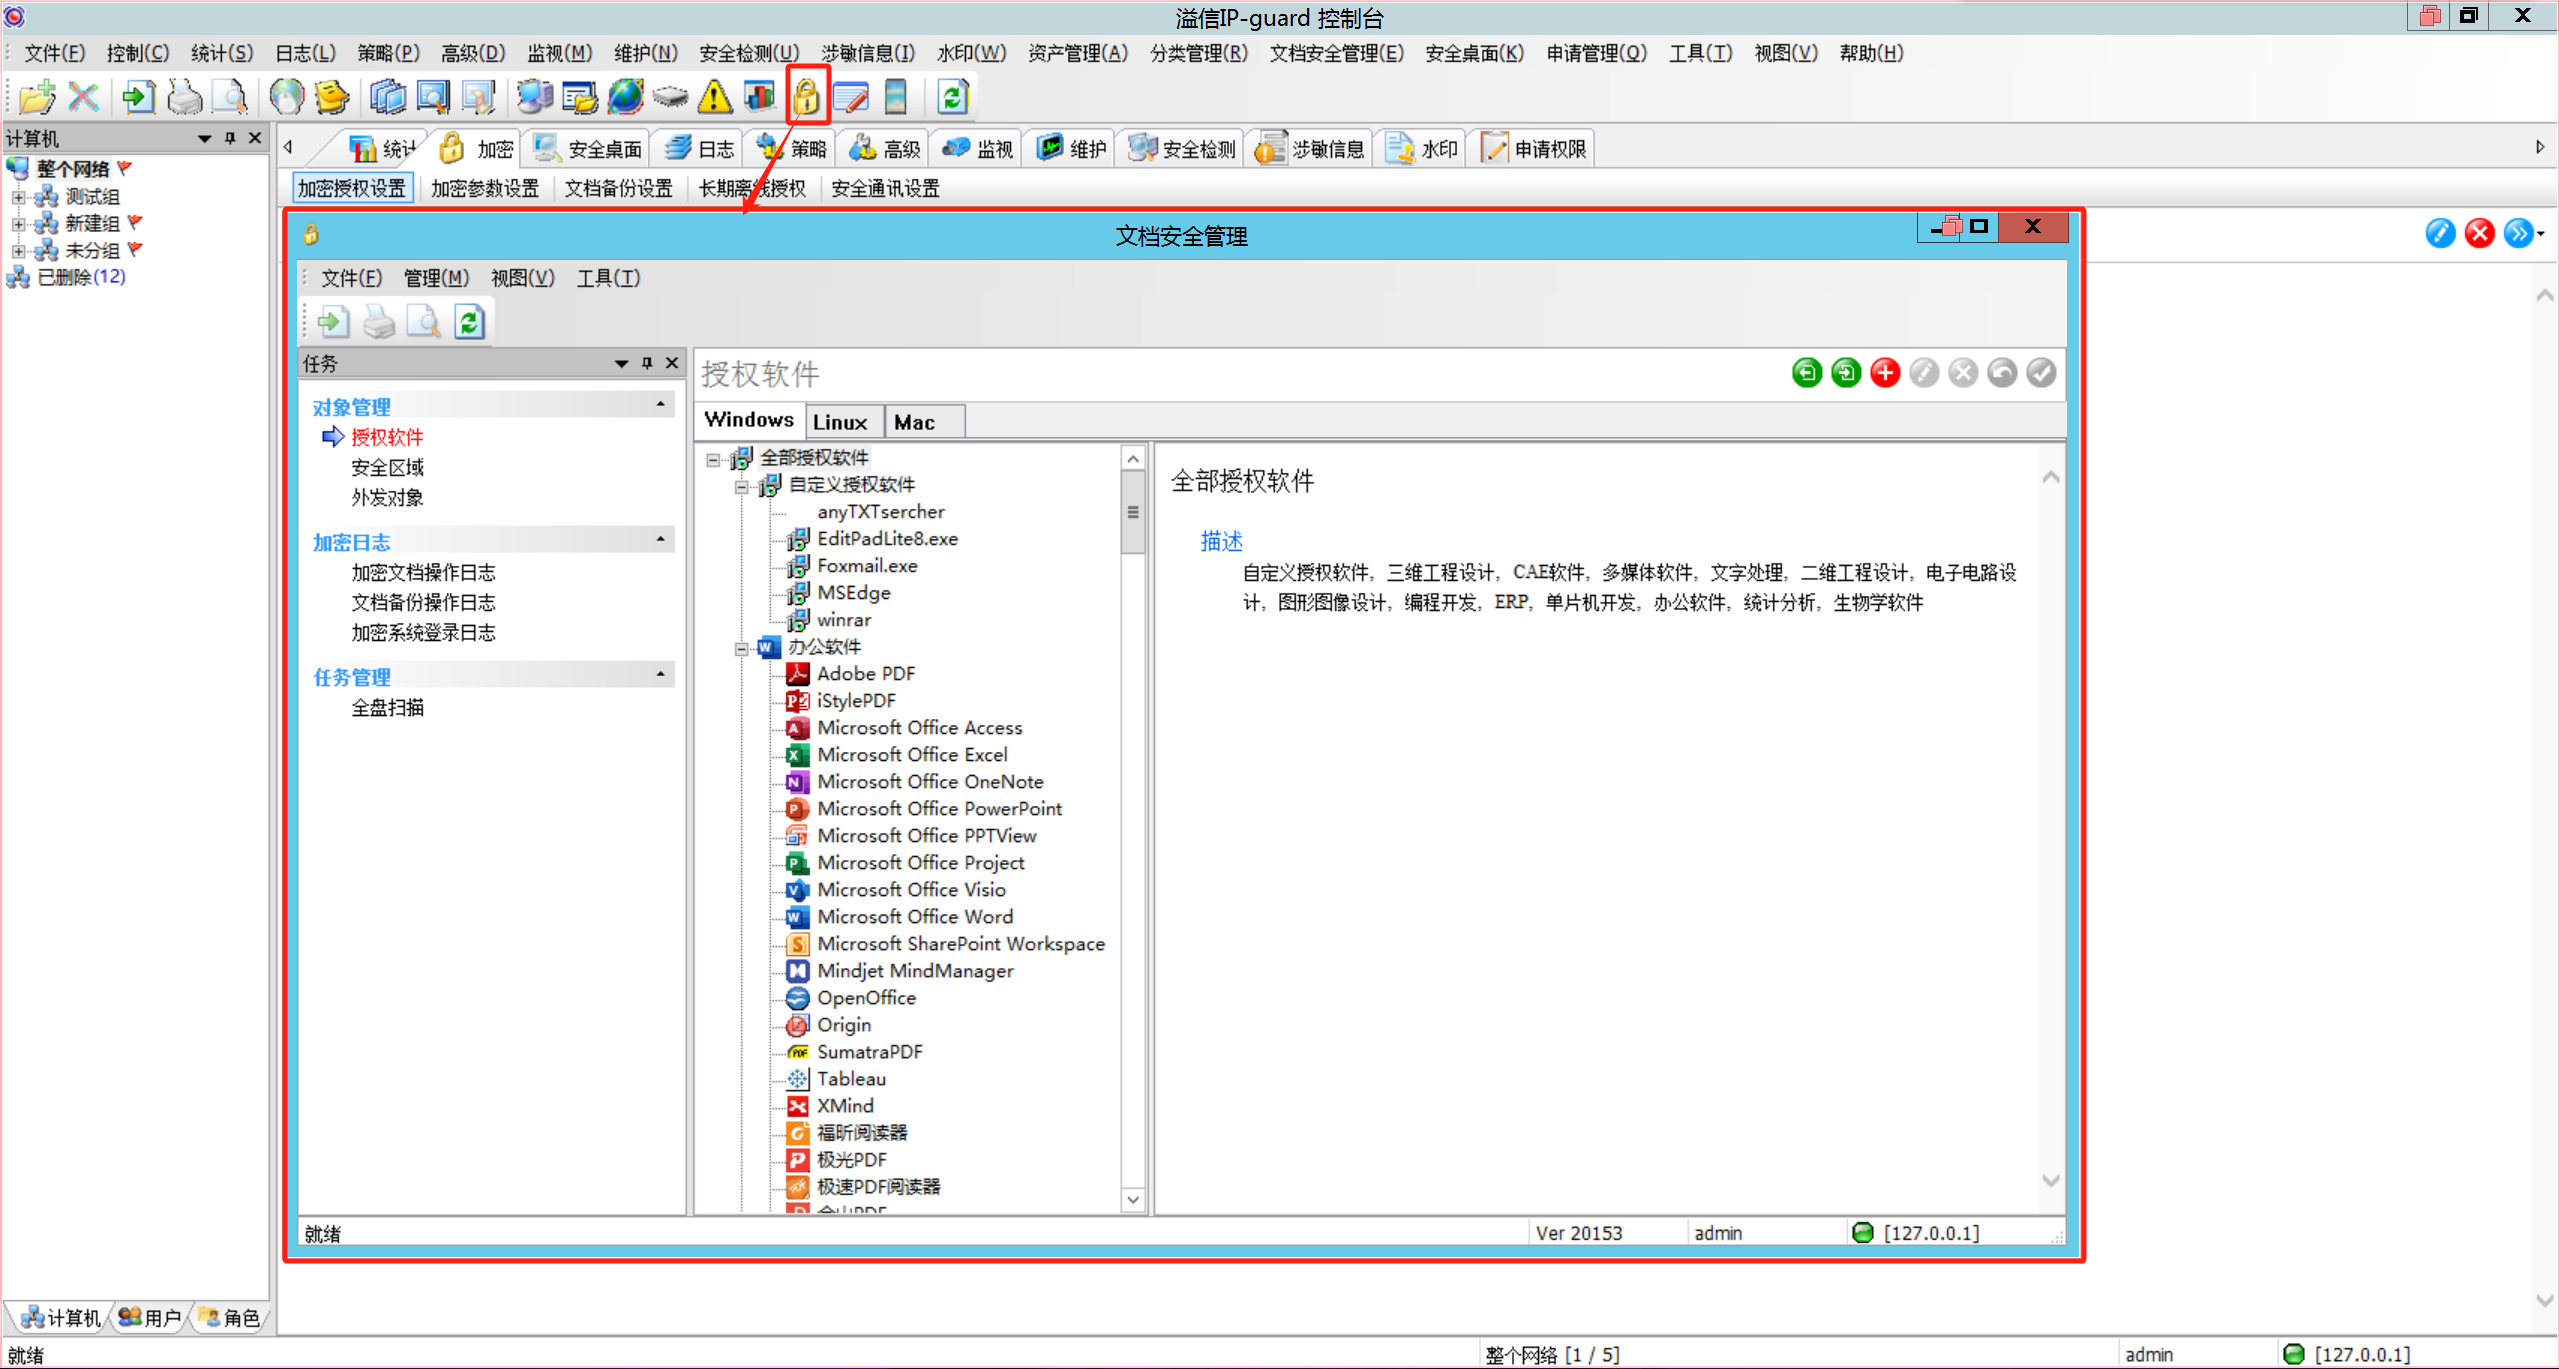 溢信IP-guard 控制台
文件(F) 控制(C) 统计(S) 日志(L) 策略(P) 高级(D) 监视(M) 维护(N) 安全检测(U) 涉敏信息(I) 水印(W) 资产管理(A) 分类管理(R) 文档安全管理(E) 安全桌面(K) 申请管理(Q) 工具(T) 视图(V) 帮助(H)
计算机
整个网络
测试组
新建组
未分组
已删除(12)
统计 加密 安全桌面 日志 策略 高级 监视 维护 安全检测 涉敏信息 水印 申请权限
加密授权设置 加密参数设置 文档备份设置 长期离线授权 安全通讯设置
文档安全管理
文件(F) 管理(M) 视图(V) 工具(T)
任务
对象管理
授权软件
安全区域
外发对象
加密日志
加密文档操作日志
文档备份操作日志
加密系统登录日志
任务管理
全盘扫描
授权软件
Windows Linux Mac
全部授权软件
自定义授权软件
anyTXTsercher
EditPadLite8.exe
Foxmail.exe
MSEdge
winrar
办公软件
Adobe PDF
iStylePDF
Microsoft Office Access
Microsoft Office Excel
Microsoft Office OneNote
Microsoft Office PowerPoint
Microsoft Office PPTView
Microsoft Office Project
Microsoft Office Visio
Microsoft Office Word
Microsoft SharePoint Workspace
Mindjet MindManager
OpenOffice
Origin
SumatraPDF
Tableau
XMind
福昕阅读器
极光PDF
极速PDF阅读器
全部授权软件
描述
自定义授权软件, 三维工程设计, CAE软件, 多媒体软件, 文字处理, 二维工程设计, 电子电路设
计, 图形图像设计, 编程开发, ERP, 单片机开发, 办公软件, 统计分析, 生物学软件
就绪 Ver 20153 admin [127.0.0.1]
计算机 用户 角色
就绪 整个网络 [1 / 5] admin [127.0.0.1]